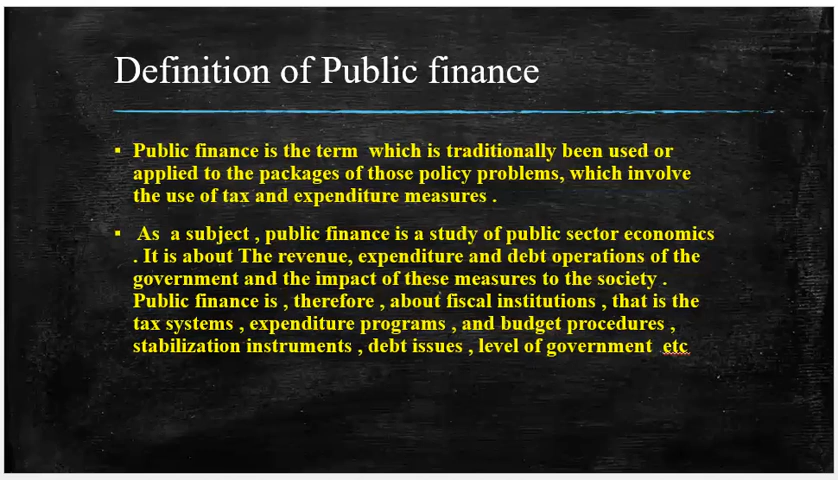 Definition of Public finance
▪ Public finance is the term  which is traditionally been used or
applied to the packages of those policy problems, which involve
the use of tax and expenditure measures .
▪  As  a subject , public finance is a study of public sector economics
. It is about The revenue, expenditure and debt operations of the
government and the impact of these measures to the society .
Public finance is , therefore , about fiscal institutions , that is the
tax systems , expenditure programs , and budget procedures ,
stabilization instruments , debt issues , level of government  etc